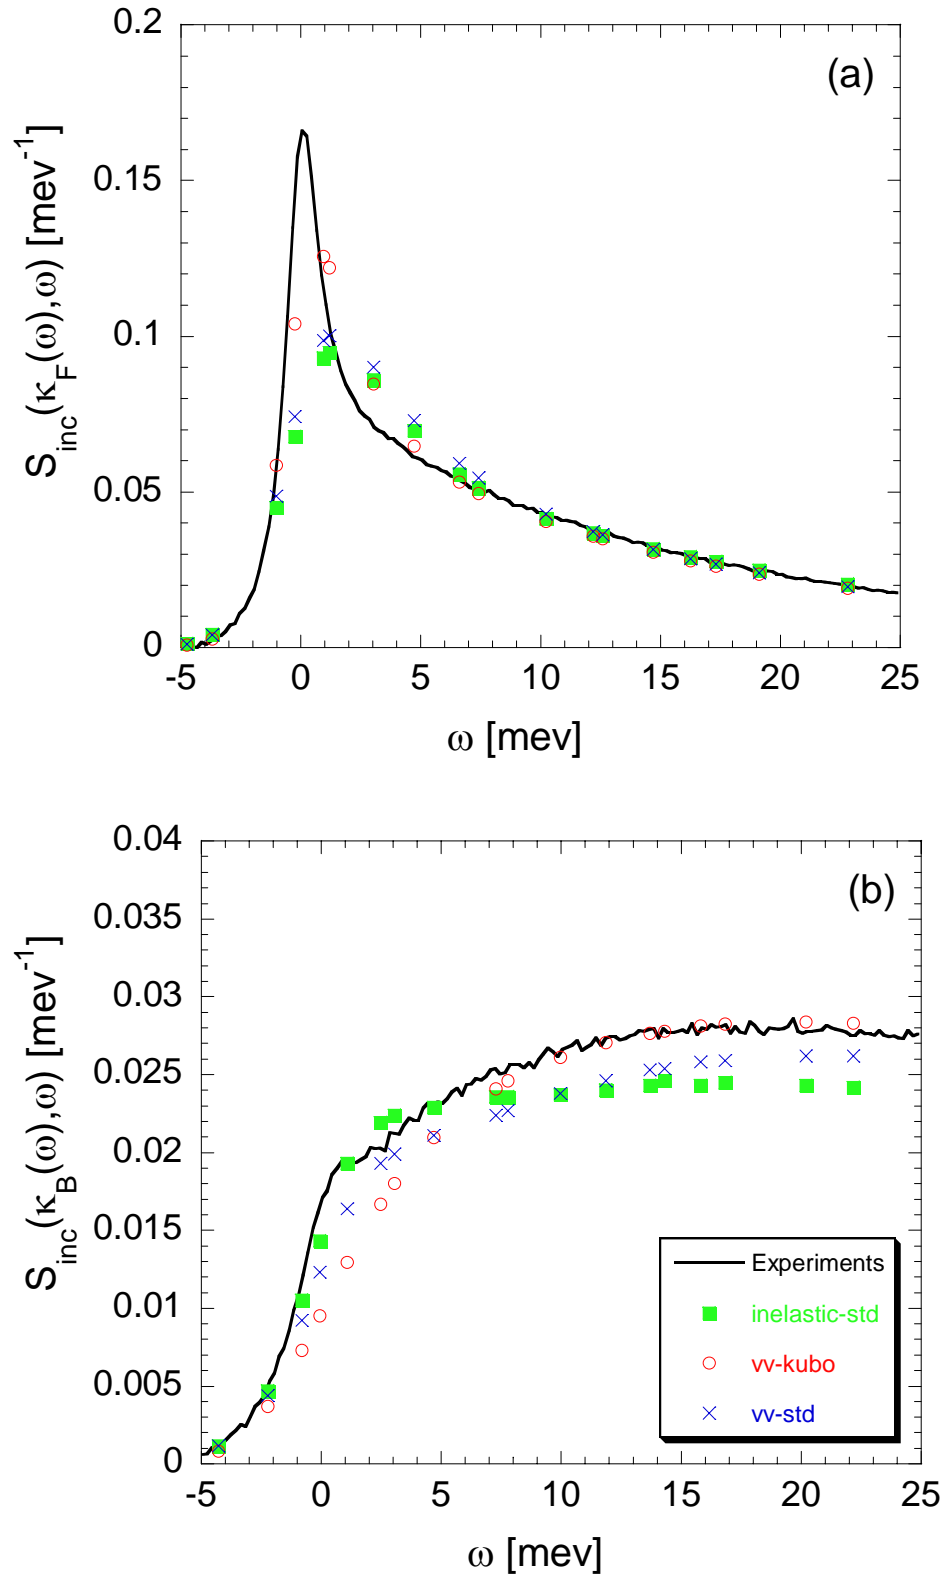 0.2
(a)
0.15
0.1
0.05
0
S_inc(κ_F(ω),ω) [mev^-1]
-5 0 5 10 15 20 25
ω [mev]
0.04
(b)
0.035
0.03
0.025
0.02
0.015
0.01
0.005
0
S_inc(κ_B(ω),ω) [mev^-1]
Experiments
inelastic-std
vv-kubo
vv-std
-5 0 5 10 15 20 25
ω [mev]